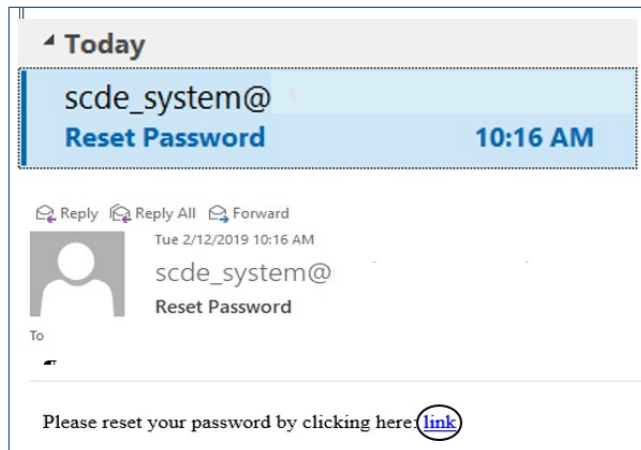 Today
scde_system@
Reset Password 10:16 AM
Reply Reply All Forward
Tue 2/12/2019 10:16 AM
scde_system@
Reset Password
To
Please reset your password by clicking here: link